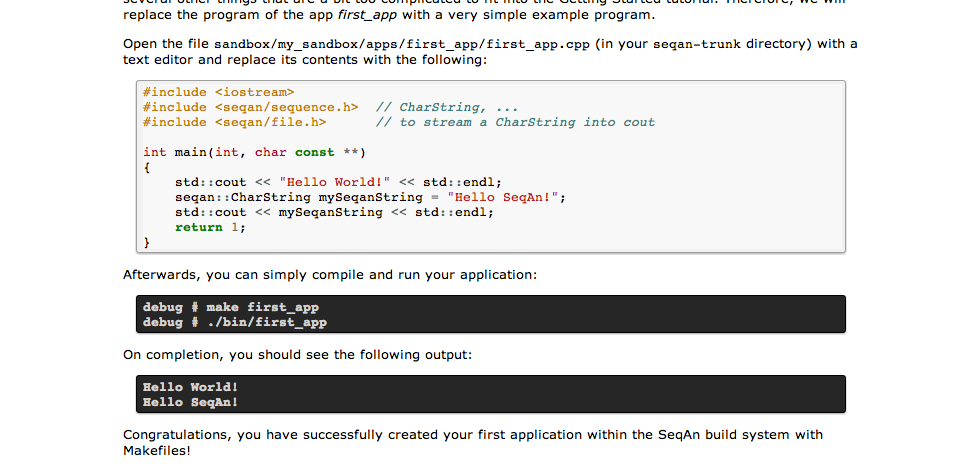 replace the program of the app first_app with a very simple example program.
Open the file sandbox/my_sandbox/apps/first_app/first_app.cpp (in your seqan-trunk directory) with a
text editor and replace its contents with the following:
#include <iostream>
#include <seqan/sequence.h>  // CharString, ...
#include <seqan/file.h>      // to stream a CharString into cout
int main(int, char const **)
{
    std::cout << "Hello World!" << std::endl;
    seqan::CharString mySeqanString = "Hello SeqAn!";
    std::cout << mySeqanString << std::endl;
    return 1;
}
Afterwards, you can simply compile and run your application:
debug # make first_app
debug # ./bin/first_app
On completion, you should see the following output:
Hello World!
Hello SeqAn!
Congratulations, you have successfully created your first application within the SeqAn build system with
Makefiles!